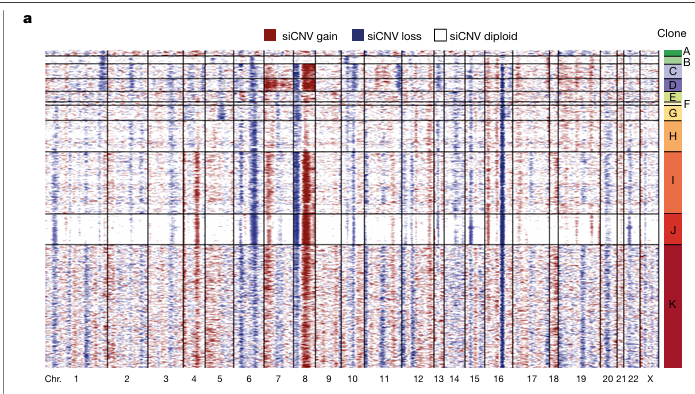 a
siCNV gain siCNV loss siCNV diploid
Clone
A
B
C
D
E
F
G
H
I
J
K
Chr. 1 2 3 4 5 6 7 8 9 10 11 12 13 14 15 16 17 18 19 20 21 22 X